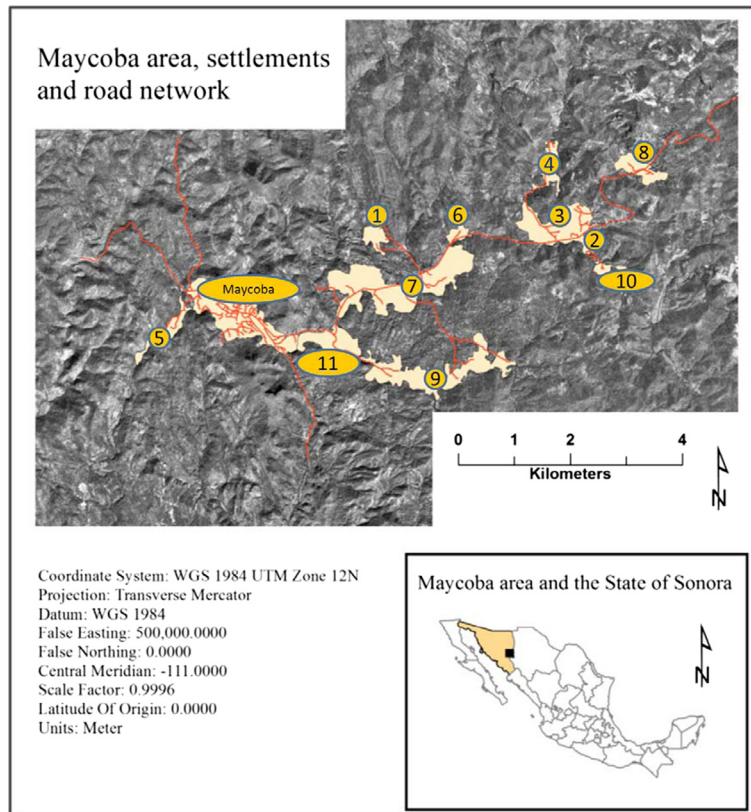 Maycoba area, settlements
and road network
4
8
1
6
3
2
10
7
Maycoba
5
11
9
0 1 2 4
Kilometers
N
Coordinate System: WGS 1984 UTM Zone 12N
Projection: Transverse Mercator
Datum: WGS 1984
False Easting: 500,000.0000
False Northing: 0.0000
Central Meridian: -111.0000
Scale Factor: 0.9996
Latitude Of Origin: 0.0000
Units: Meter
Maycoba area and the State of Sonora
N